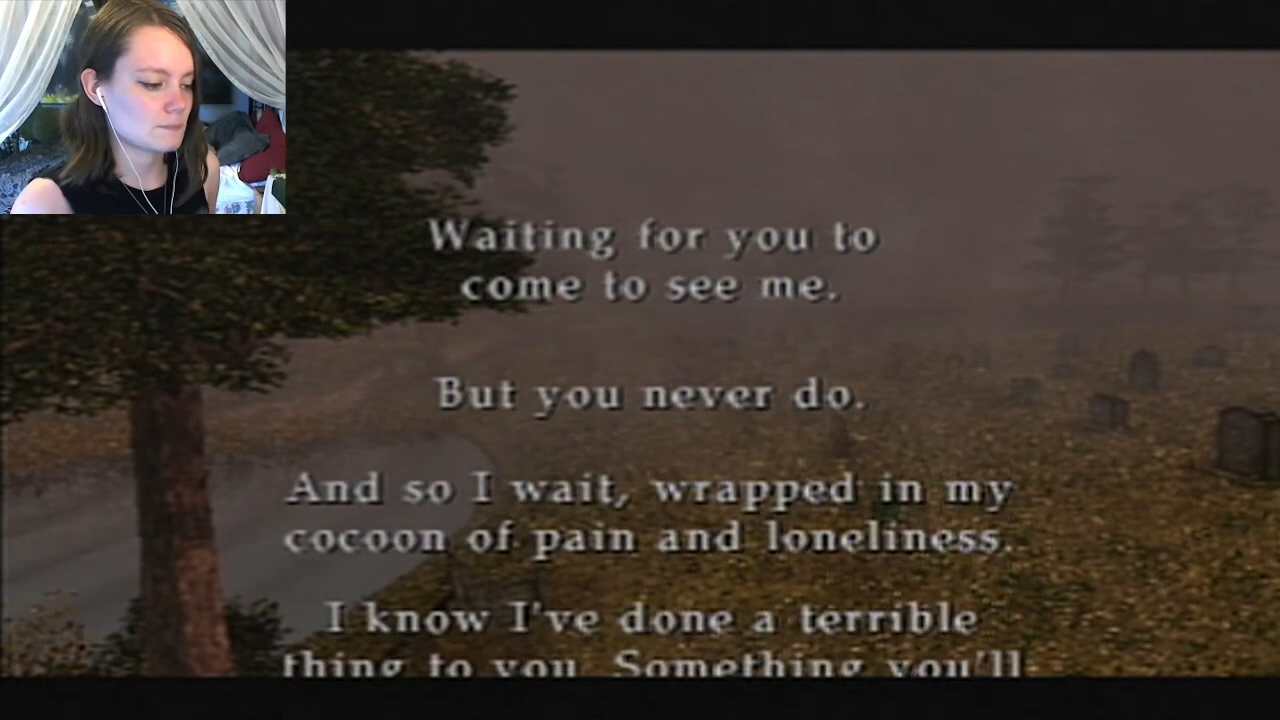 Waiting for you to
come to see me.
But you never do.
And so I wait, wrapped in my
cocoon of pain and loneliness.
I know I've done a terrible
thing to you. Something you'll